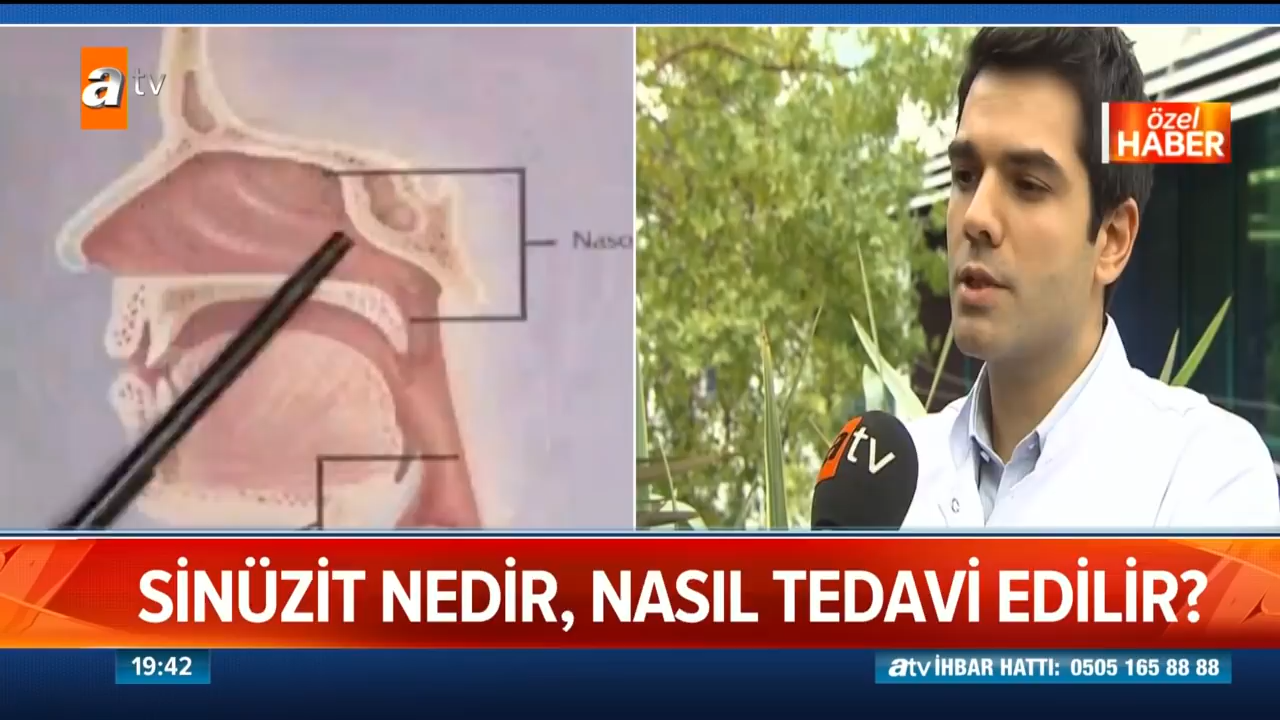 atv
özel
HABER
Naso
atv
SİNÜZİT NEDİR, NASIL TEDAVİ EDİLİR?
19:42
atv İHBAR HATTI: 0505 165 88 88